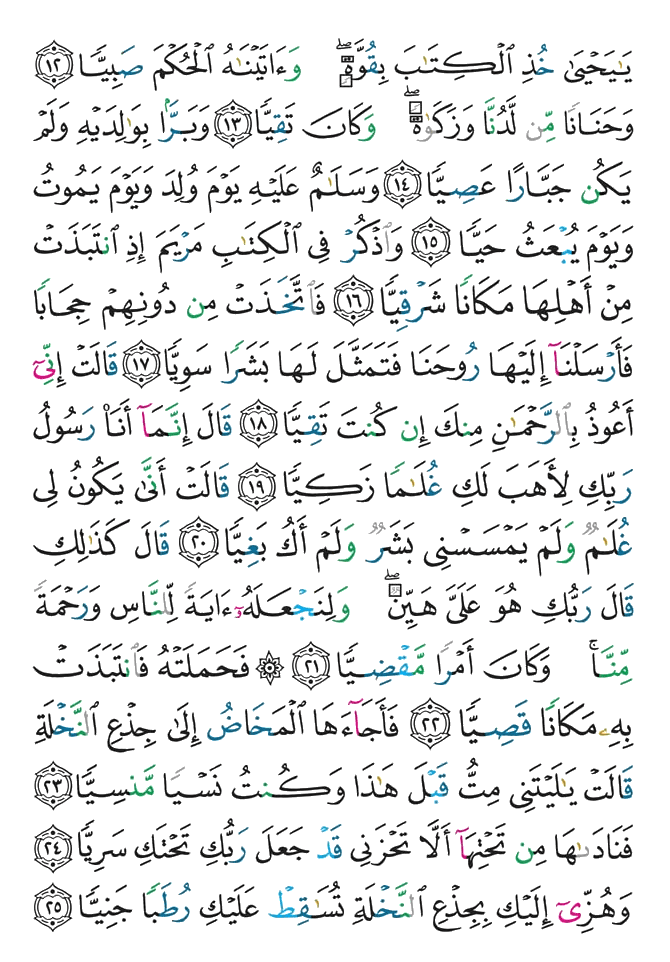 يَٰيَحْيَىٰ خُذِ ٱلْكِتَٰبَ بِقُوَّةٖۖ وَءَاتَيْنَٰهُ ٱلْحُكْمَ صَبِيّٗا ١٢
وَحَنَانٗا مِّن لَّدُنَّا وَزَكَوٰةٗۖ وَكَانَ تَقِيّٗا ١٣ وَبَرَّۢا بِوَٰلِدَيْهِ وَلَمْ
يَكُن جَبَّارًا عَصِيّٗا ١٤ وَسَلَٰمٌ عَلَيْهِ يَوْمَ وُلِدَ وَيَوْمَ يَمُوتُ
وَيَوْمَ يُبْعَثُ حَيّٗا ١٥ وَٱذْكُرْ فِي ٱلْكِتَٰبِ مَرْيَمَ إِذِ ٱنتَبَذَتْ
مِنْ أَهْلِهَا مَكَانٗا شَرْقِيّٗا ١٦ فَٱتَّخَذَتْ مِن دُونِهِمْ حِجَابٗا
فَأَرْسَلْنَآ إِلَيْهَا رُوحَنَا فَتَمَثَّلَ لَهَا بَشَرٗا سَوِيّٗا ١٧ قَالَتْ إِنِّيٓ
أَعُوذُ بِٱلرَّحْمَٰنِ مِنكَ إِن كُنتَ تَقِيّٗا ١٨ قَالَ إِنَّمَآ أَنَا۠ رَسُولُ
رَبِّكِ لِأَهَبَ لَكِ غُلَٰمٗا زَكِيّٗا ١٩ قَالَتْ أَنَّىٰ يَكُونُ لِي
غُلَٰمٞ وَلَمْ يَمْسَسْنِي بَشَرٞ وَلَمْ أَكُ بَغِيّٗا ٢٠ قَالَ كَذَٰلِكِ
قَالَ رَبُّكِ هُوَ عَلَيَّ هَيِّنٞۖ وَلِنَجْعَلَهُۥٓ ءَايَةٗ لِّلنَّاسِ وَرَحْمَةٗ
مِّنَّاۚ وَكَانَ أَمْرٗا مَّقْضِيّٗا ٢١ ۞ فَحَمَلَتْهُ فَٱنتَبَذَتْ
بِهِۦ مَكَانٗا قَصِيّٗا ٢٢ فَأَجَآءَهَا ٱلْمَخَاضُ إِلَىٰ جِذْعِ ٱلنَّخْلَةِ
قَالَتْ يَٰلَيْتَنِي مِتُّ قَبْلَ هَٰذَا وَكُنتُ نَسْيٗا مَّنسِيّٗا ٢٣
فَنَادَىٰهَا مِن تَحْتِهَآ أَلَّا تَحْزَنِي قَدْ جَعَلَ رَبُّكِ تَحْتَكِ سَرِيّٗا ٢٤
وَهُزِّيٓ إِلَيْكِ بِجِذْعِ ٱلنَّخْلَةِ تُسَٰقِطْ عَلَيْكِ رُطَبٗا جَنِيّٗا ٢٥